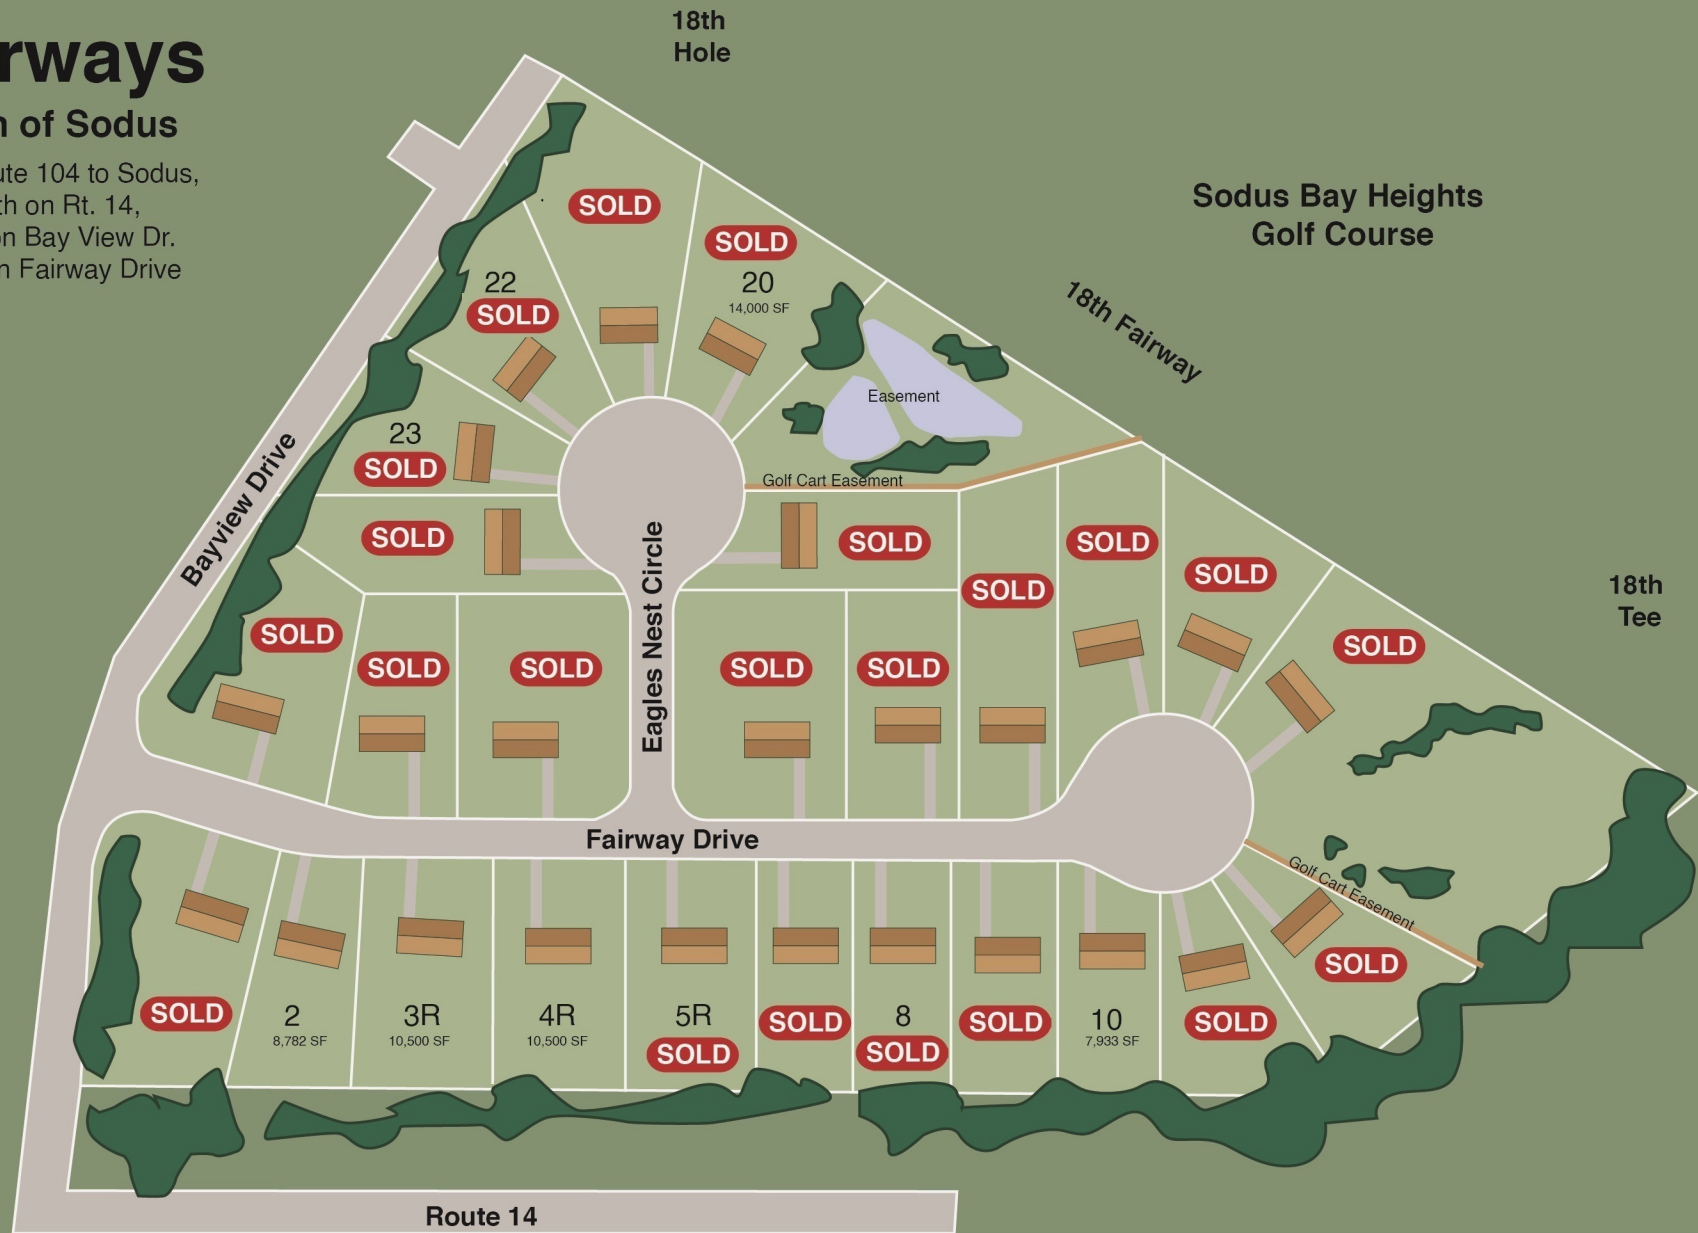 rways
of Sodus
ute 104 to Sodus,
th on Rt. 14,
on Bay View Dr.
Fairway Drive
18th
Hole
Sodus Bay Heights
Golf Course
18th Fairway
18th
Tee
SOLD
SOLD
20
14,000 SF
22
SOLD
23
SOLD
Easement
Golf Cart Easement
Bayview Drive
SOLD
SOLD
SOLD
SOLD
SOLD
SOLD
SOLD
SOLD
SOLD
SOLD
SOLD
SOLD
Eagles Nest Circle
Fairway Drive
Golf Cart Easement
SOLD
SOLD
2
8,782 SF
3R
10,500 SF
4R
10,500 SF
5R
SOLD
SOLD
8
SOLD
SOLD
10
7,933 SF
SOLD
Route 14